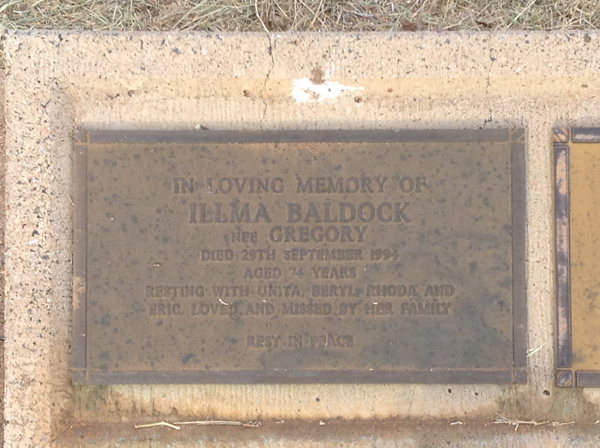 IN LOVING MEMORY OF
ILLMA BALDOCK
NEE GREGORY
DIED 29TH SEPTEMBER 1994
AGED 74 YEARS
RESTING WITH UNITA, BERYL, RHODA AND
ERIC. LOVED AND MISSED BY HER FAMILY
REST IN PEACE